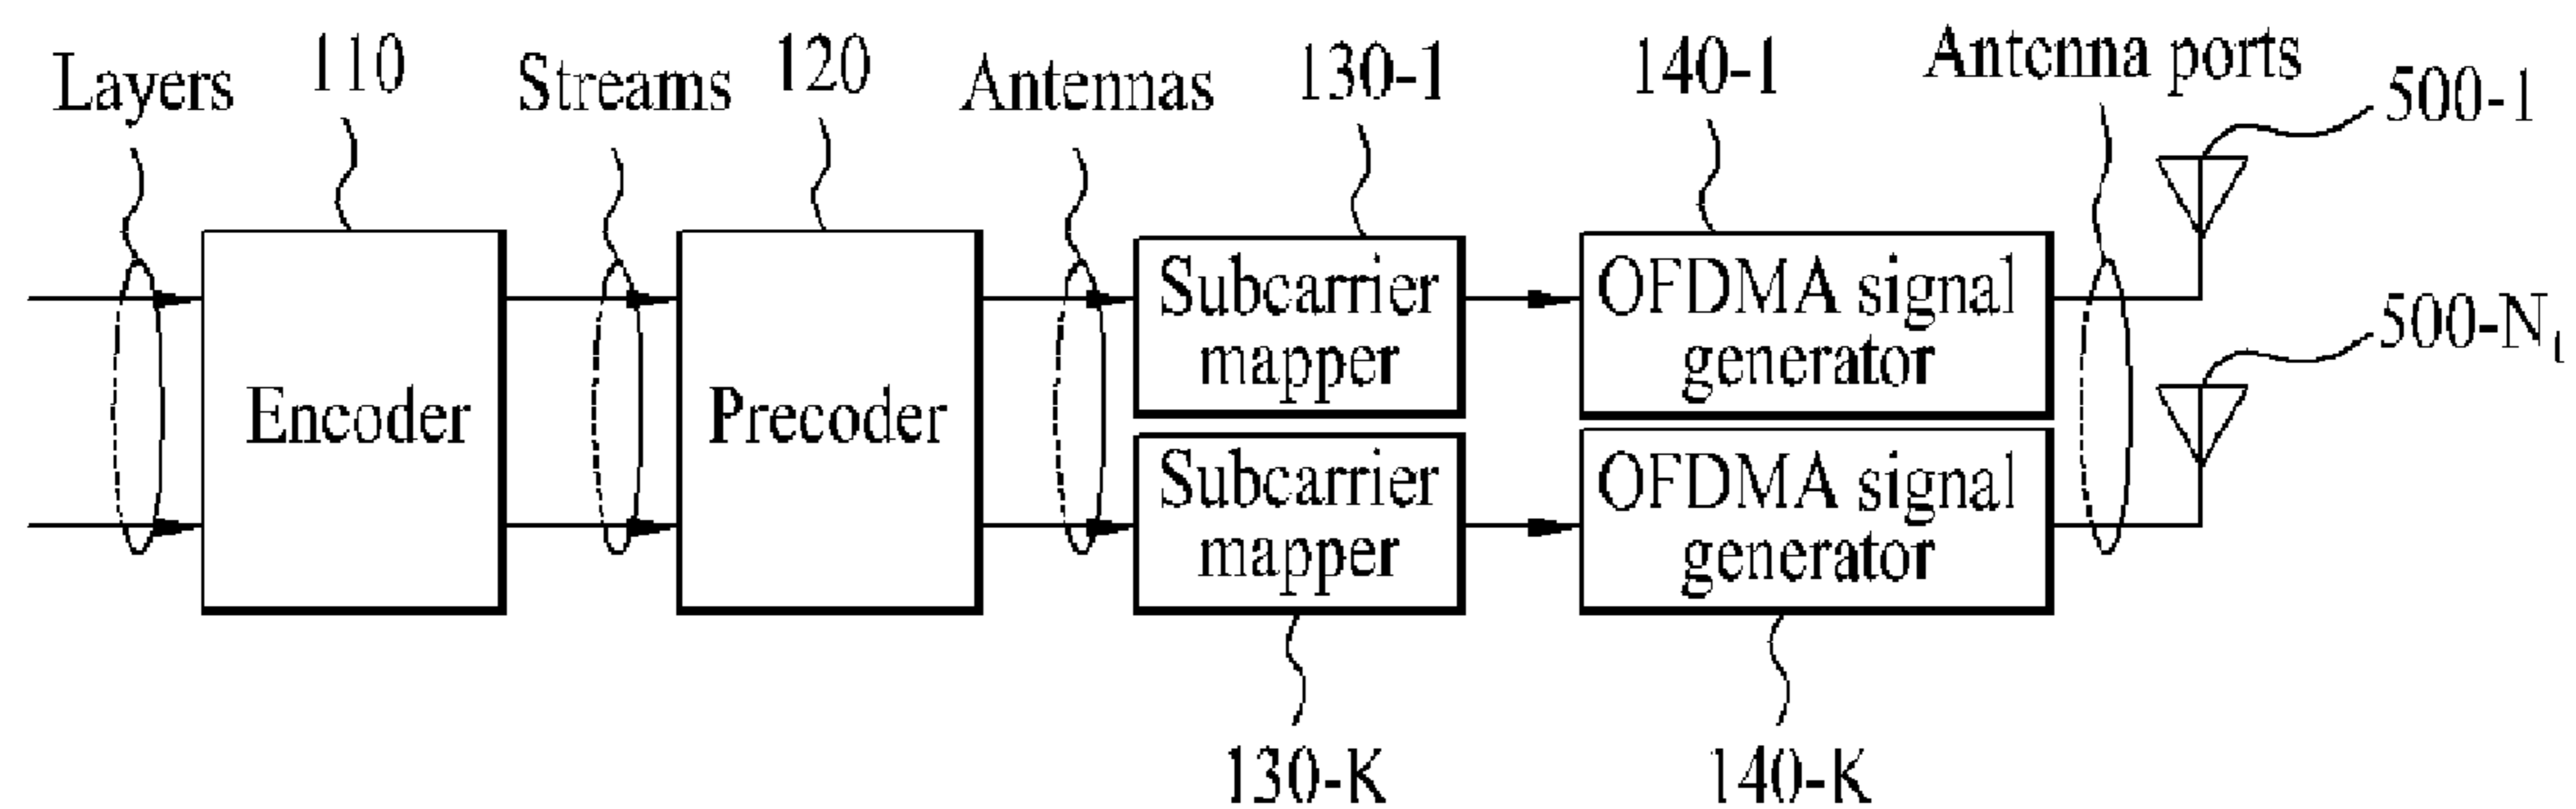 Layers
110
Streams
120
Antennas
130-1
140-1
Antenna ports
500-1
500-Nt
Encoder
Precoder
Subcarrier
mapper
OFDMA signal
generator
Subcarrier
mapper
OFDMA signal
generator
130-K
140-K